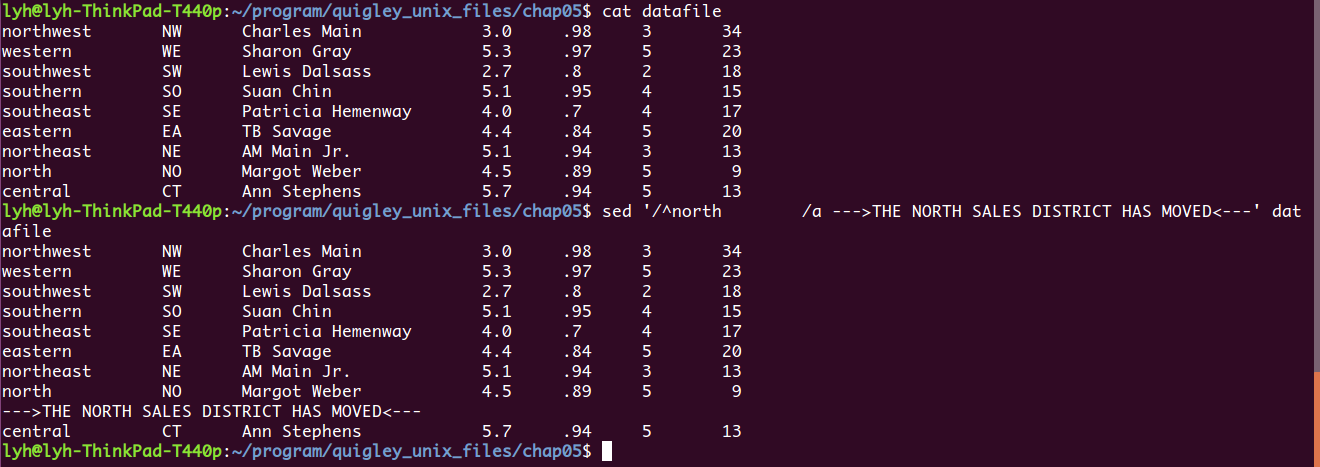 lyh@lyh-ThinkPad-T440p:~/program/quigley_unix_files/chap05$ cat datafile
northwest       NW      Charles Main            3.0     .98     3       34
western         WE      Sharon Gray             5.3     .97     5       23
southwest       SW      Lewis Dalsass           2.7     .8      2       18
southern        SO      Suan Chin               5.1     .95     4       15
southeast       SE      Patricia Hemenway       4.0     .7      4       17
eastern         EA      TB Savage               4.4     .84     5       20
northeast       NE      AM Main Jr.             5.1     .94     3       13
north           NO      Margot Weber            4.5     .89     5        9
central         CT      Ann Stephens            5.7     .94     5       13
lyh@lyh-ThinkPad-T440p:~/program/quigley_unix_files/chap05$ sed '/^north        /a --->THE NORTH SALES DISTRICT HAS MOVED<---' dat
afile
northwest       NW      Charles Main            3.0     .98     3       34
western         WE      Sharon Gray             5.3     .97     5       23
southwest       SW      Lewis Dalsass           2.7     .8      2       18
southern        SO      Suan Chin               5.1     .95     4       15
southeast       SE      Patricia Hemenway       4.0     .7      4       17
eastern         EA      TB Savage               4.4     .84     5       20
northeast       NE      AM Main Jr.             5.1     .94     3       13
north           NO      Margot Weber            4.5     .89     5        9
--->THE NORTH SALES DISTRICT HAS MOVED<---
central         CT      Ann Stephens            5.7     .94     5       13
lyh@lyh-ThinkPad-T440p:~/program/quigley_unix_files/chap05$